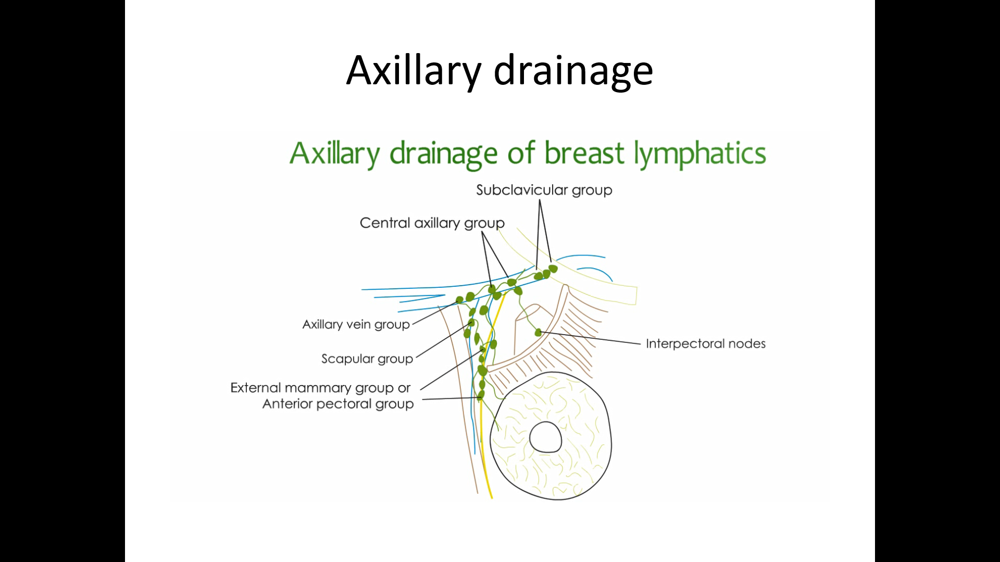 Axillary drainage
Axillary drainage of breast lymphatics
Subclavicular group
Central axillary group
Axillary vein group
Interpectoral nodes
Scapular group
External mammary group or
Anterior pectoral group